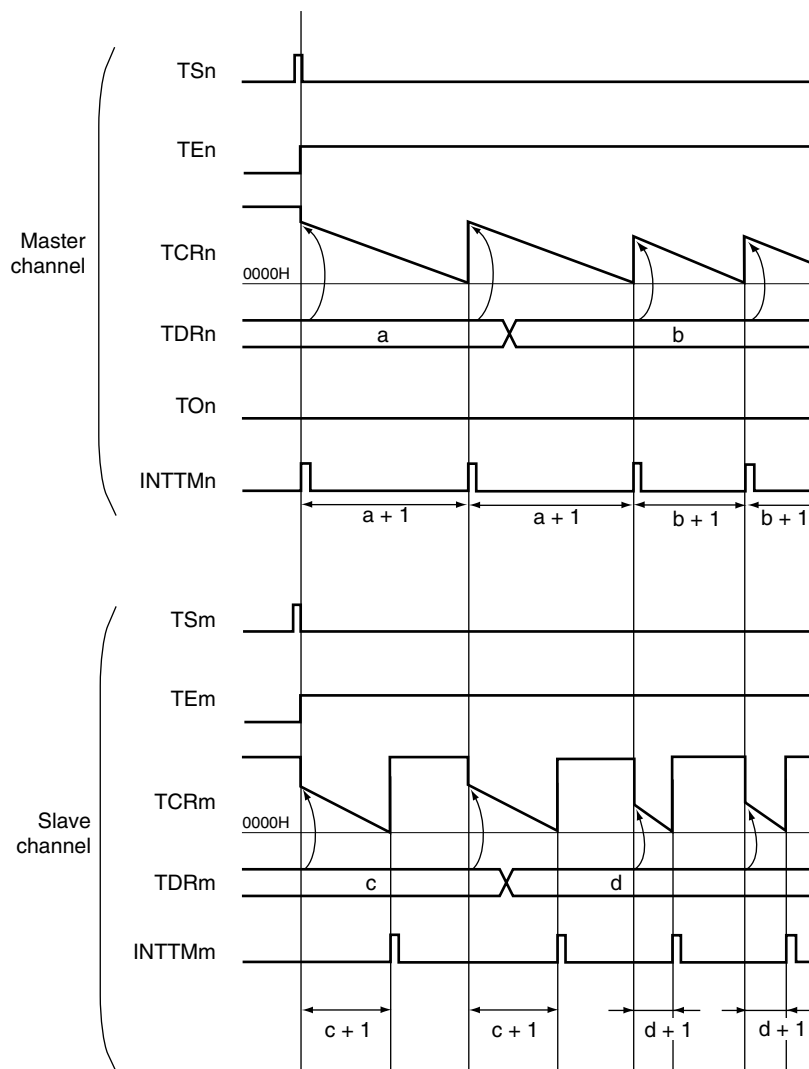 TSn
TEn
Master
channel
TCRn
0000H
TDRn
a
b
TOn
INTTMn
a + 1
a + 1
b + 1
b + 1
TSm
TEm
Slave
channel
TCRm
0000H
TDRm
c
d
INTTMm
c + 1
c + 1
d + 1
d + 1